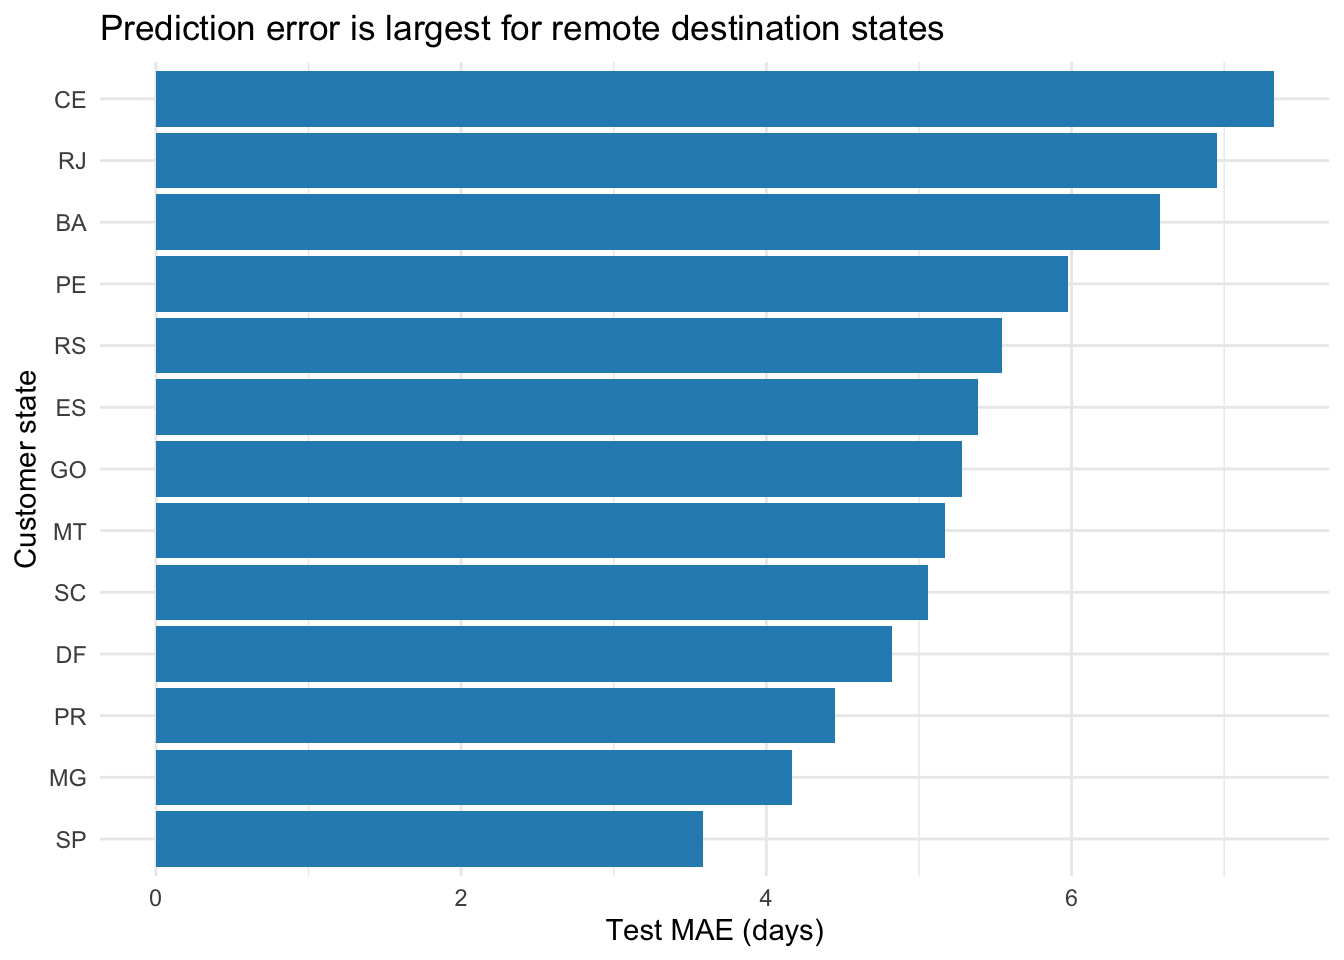 Prediction error is largest for remote destination states
CE
RJ
BA
PE
RS
ES
GO
MT
SC
DF
PR
MG
SP
Customer state
0 2 4 6
Test MAE (days)